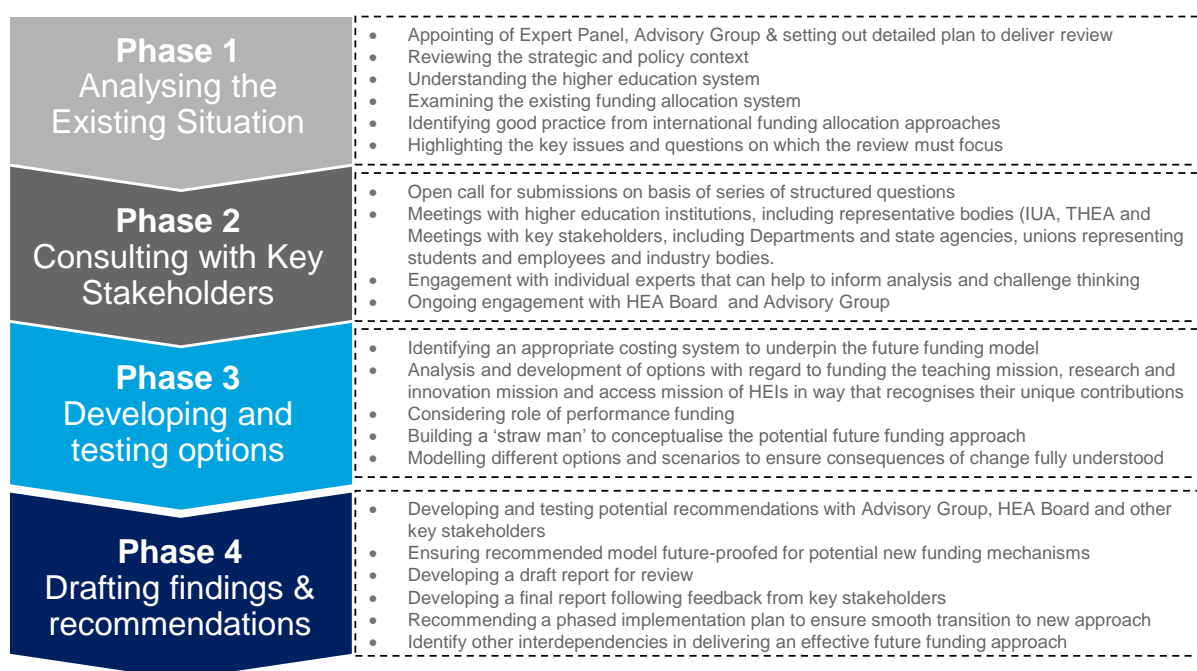 Phase 1
Analysing the
Existing Situation
• Appointing of Expert Panel, Advisory Group & setting out detailed plan to deliver review
• Reviewing the strategic and policy context
• Understanding the higher education system
• Examining the existing funding allocation system
• Identifying good practice from international funding allocation approaches
• Highlighting the key issues and questions on which the review must focus
Phase 2
Consulting with Key
Stakeholders
• Open call for submissions on basis of series of structured questions
• Meetings with higher education institutions, including representative bodies (IUA, THEA and
• Meetings with key stakeholders, including Departments and state agencies, unions representing
students and employees and industry bodies.
• Engagement with individual experts that can help to inform analysis and challenge thinking
• Ongoing engagement with HEA Board and Advisory Group
Phase 3
Developing and
testing options
• Identifying an appropriate costing system to underpin the future funding model
• Analysis and development of options with regard to funding the teaching mission, research and
innovation mission and access mission of HEIs in way that recognises their unique contributions
• Considering role of performance funding
• Building a ‘straw man’ to conceptualise the potential future funding approach
• Modelling different options and scenarios to ensure consequences of change fully understood
Phase 4
Drafting findings &
recommendations
• Developing and testing potential recommendations with Advisory Group, HEA Board and other
key stakeholders
• Ensuring recommended model future-proofed for potential new funding mechanisms
• Developing a draft report for review
• Developing a final report following feedback from key stakeholders
• Recommending a phased implementation plan to ensure smooth transition to new approach
• Identify other interdependencies in delivering an effective future funding approach